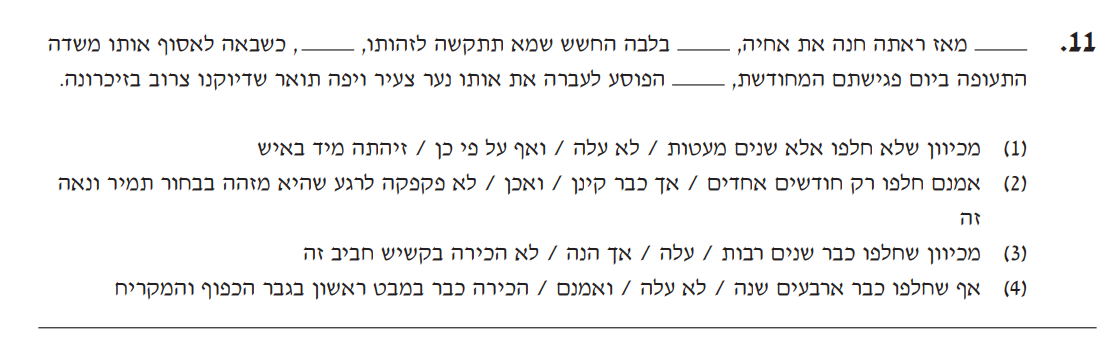 11. _____ מאז ראתה חנה את אחיה, _____ בלבה החשש שמא תתקשה לזהותו, _____, כשבאה לאסוף אותו משדה
התעופה ביום פגישתם המחודשת, _____ הפוסע לעברה את אותו נער צעיר ויפה תואר שדיוקנו צרוב בזיכרונה.
(1) מכיוון שלא חלפו אלא שנים מעטות / לא עלה / ואף על פי כן / זיהתה מיד באיש
(2) אמנם חלפו רק חודשים אחדים / אך כבר קינן / ואכן / לא פקפקה לרגע שהיא מזהה בבחור תמיר ונאה
זה
(3) מכיוון שחלפו כבר שנים רבות / עלה / אך הנה / לא הכירה בקשיש חביב זה
(4) אף שחלפו כבר ארבעים שנה / לא עלה / ואמנם / הכירה כבר במבט ראשון בגבר הכפוף והמקריח